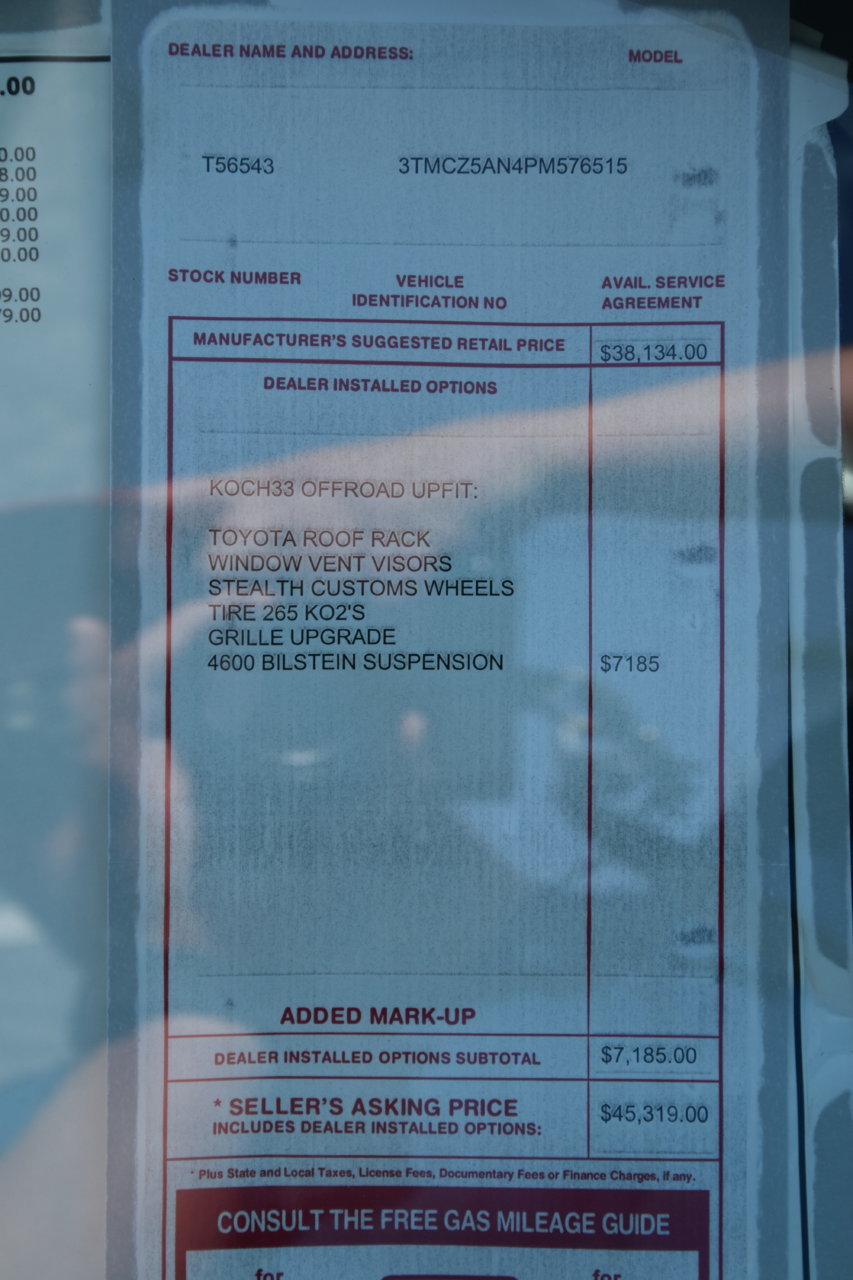 .00
0.00
8.00
9.00
0.00
9.00
0.00
9.00
9.00
DEALER NAME AND ADDRESS: MODEL
T56543 3TMCZ5AN4PM576515
STOCK NUMBER VEHICLE IDENTIFICATION NO AVAIL. SERVICE AGREEMENT
MANUFACTURER'S SUGGESTED RETAIL PRICE $38,134.00
DEALER INSTALLED OPTIONS
KOCH33 OFFROAD UPFIT:
TOYOTA ROOF RACK
WINDOW VENT VISORS
STEALTH CUSTOMS WHEELS
TIRE 265 KO2'S
GRILLE UPGRADE
4600 BILSTEIN SUSPENSION $7185
ADDED MARK-UP
DEALER INSTALLED OPTIONS SUBTOTAL $7,185.00
* SELLER'S ASKING PRICE $45,319.00
INCLUDES DEALER INSTALLED OPTIONS:
* Plus State and Local Taxes, License Fees, Documentary Fees or Finance Charges, if any.
CONSULT THE FREE GAS MILEAGE GUIDE
for for